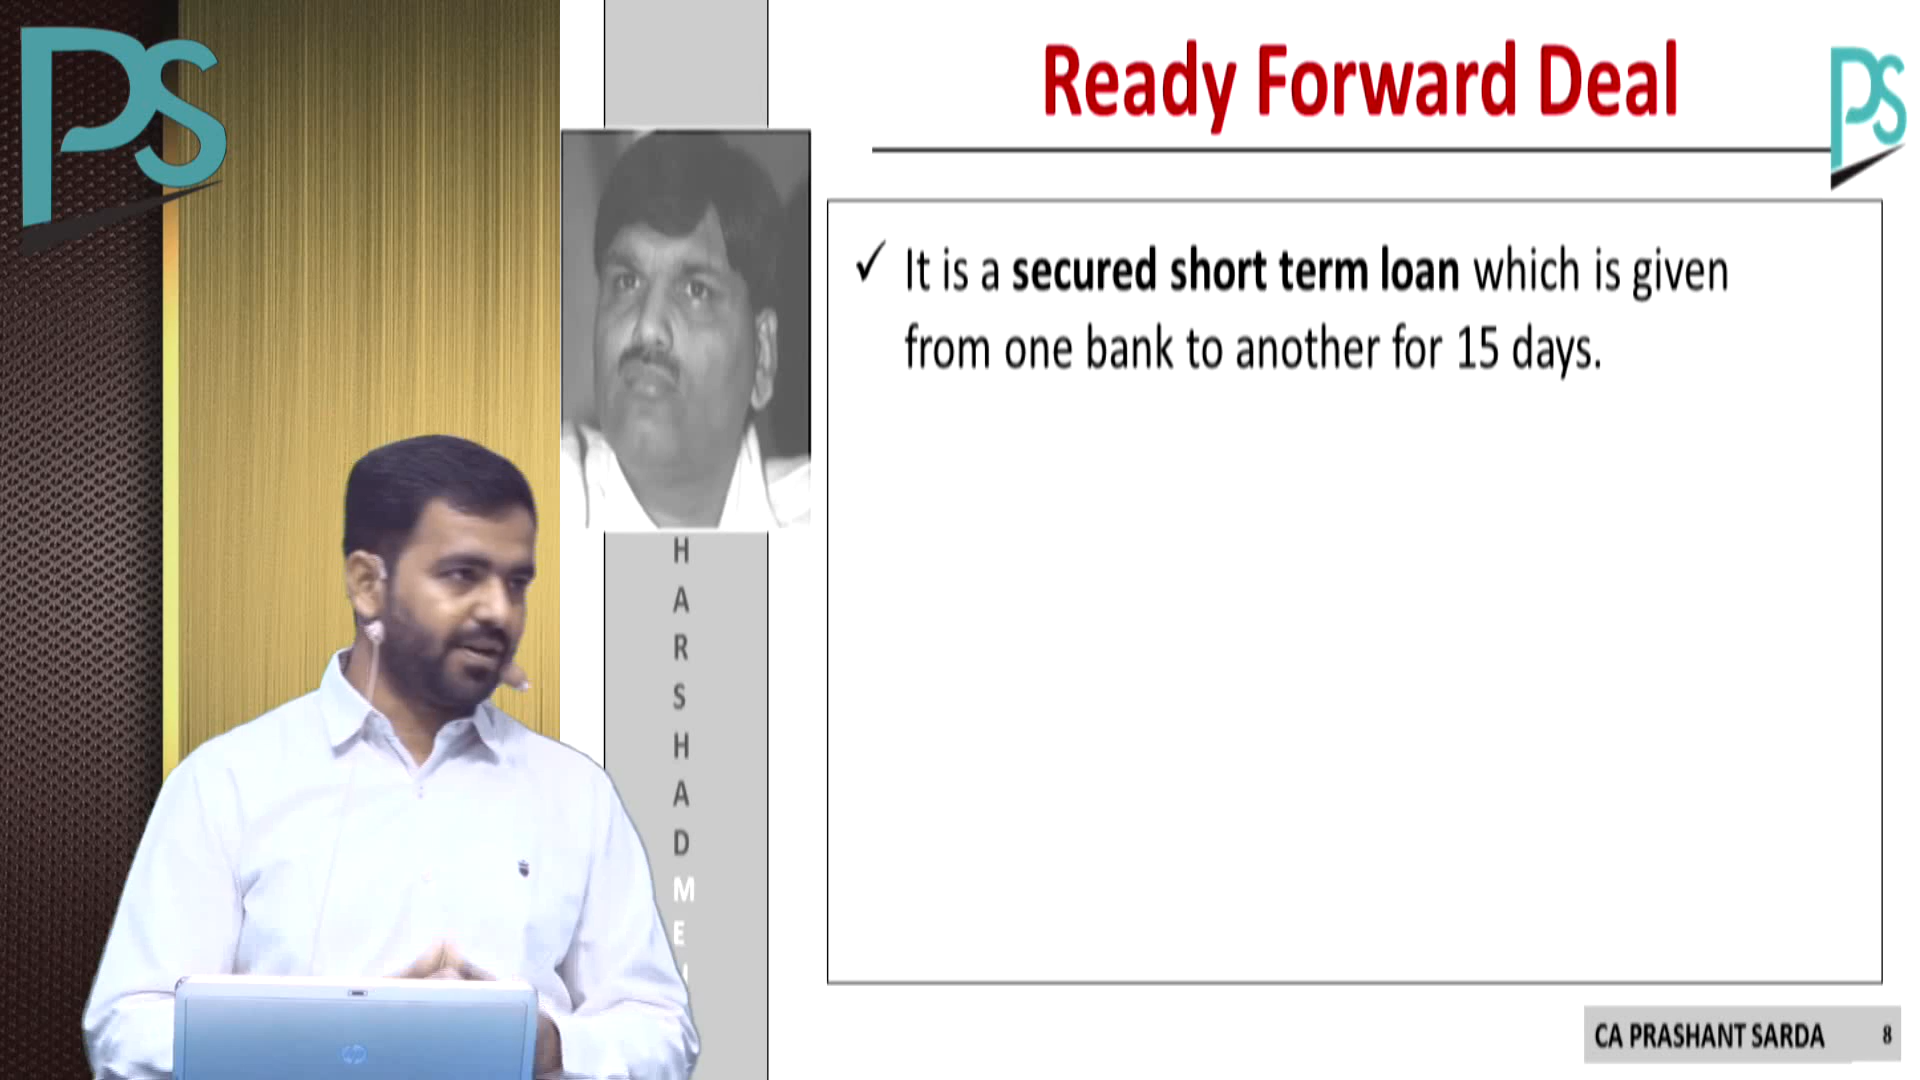 PS
Ready Forward Deal
PS
✓ It is a secured short term loan which is given
from one bank to another for 15 days.
H
A
R
S
H
A
D
M
E
CA PRASHANT SARDA 8
hp